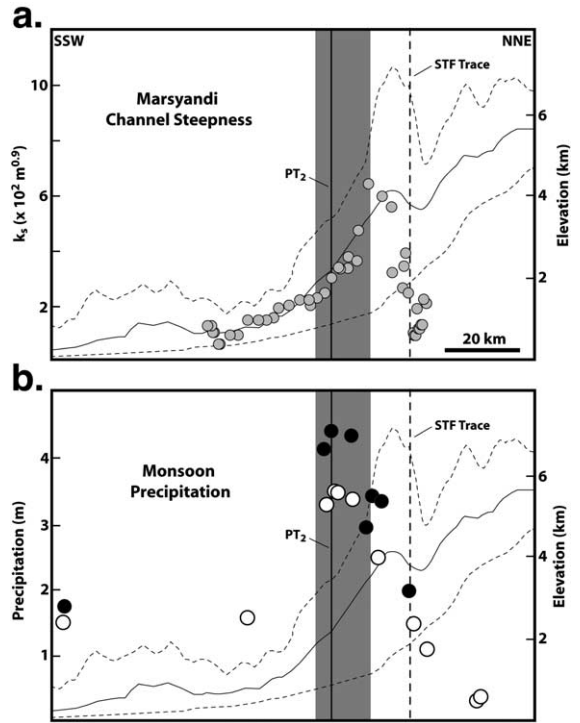 a.
SSW
NNE
STF Trace
10
6
2
Marsyandi
Channel Steepness
PT2
ks (x 10² m⁰·⁹)
6
4
2
Elevation (km)
20 km
b.
STF Trace
4
3
2
1
Monsoon
Precipitation
PT2
Precipitation (m)
6
4
2
Elevation (km)